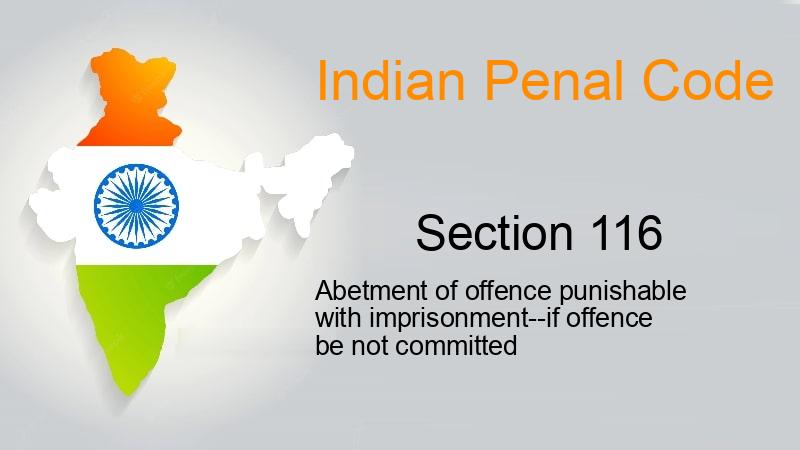 Indian Penal Code
Section 116
Abetment of offence punishable
with imprisonment--if offence
be not committed